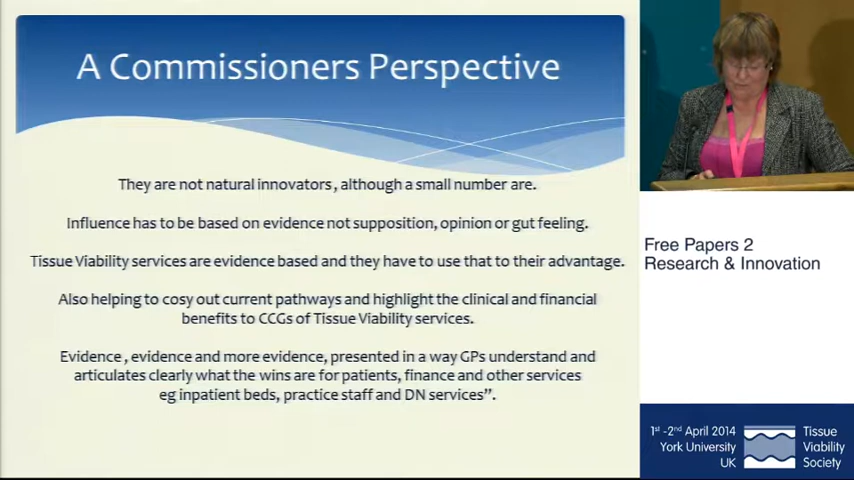 A Commissioners Perspective
They are not natural innovators, although a small number are.
Influence has to be based on evidence not supposition, opinion or gut feeling.
Tissue Viability services are evidence based and they have to use that to their advantage.
Also helping to cosy out current pathways and highlight the clinical and financial
benefits to CCGs of Tissue Viability services.
Evidence, evidence and more evidence, presented in a way GPs understand and
articulates clearly what the wins are for patients, finance and other services
eg inpatient beds, practice staff and DN services”.
Free Papers 2
Research & Innovation
1st -2nd April 2014
York University
UK
Tissue
Viability
Society